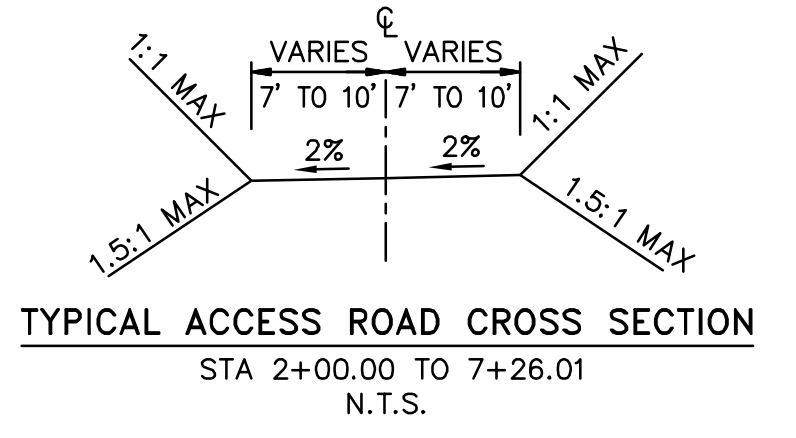 ℄
VARIES VARIES
7' TO 10' 7' TO 10'
1:1 MAX
1:1 MAX
2% 2%
1.5:1 MAX
1.5:1 MAX
TYPICAL ACCESS ROAD CROSS SECTION
STA 2+00.00 TO 7+26.01
N.T.S.